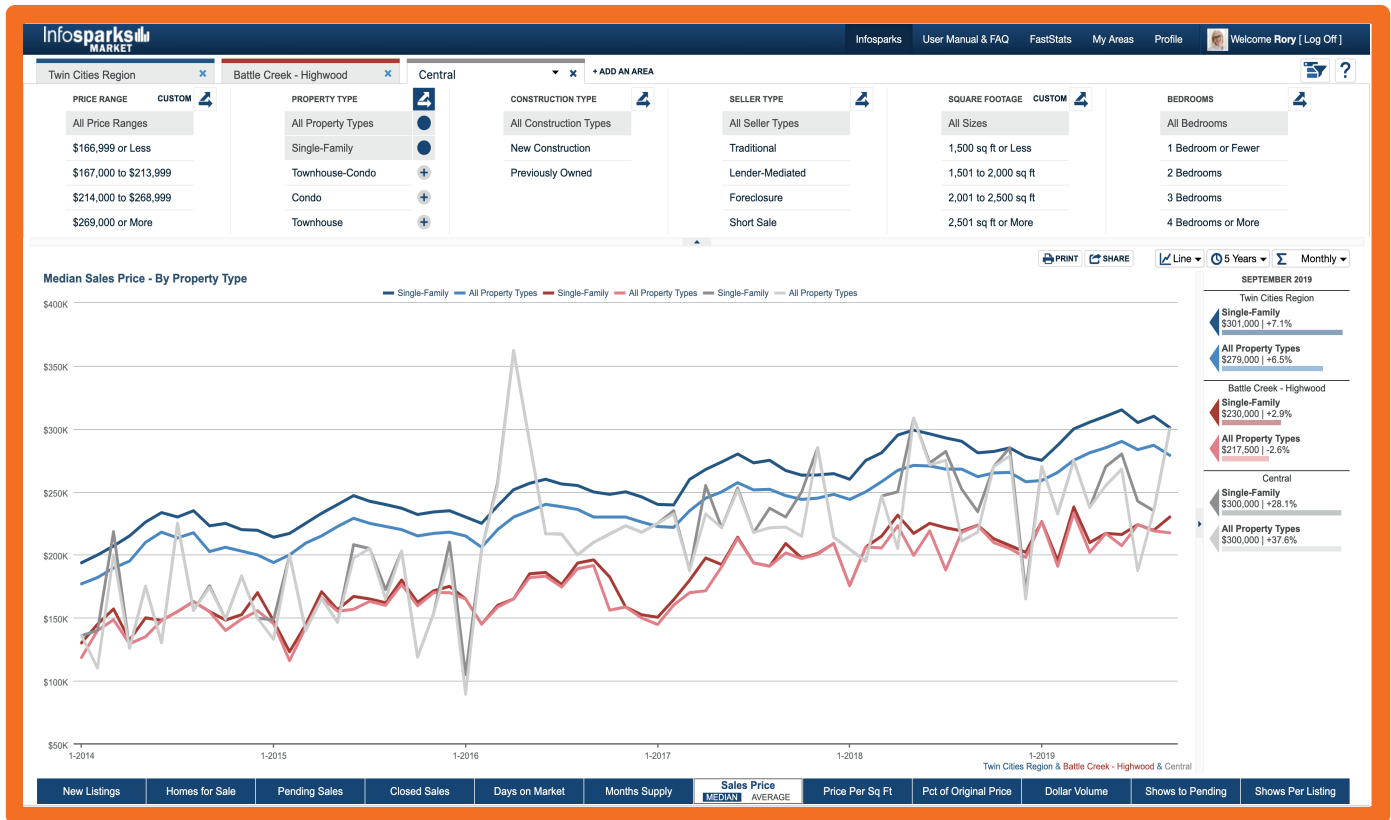 Infosparks
MARKET
Infosparks
User Manual & FAQ
FastStats
My Areas
Profile
Welcome Rory [ Log Off ]
Twin Cities Region ×
Battle Creek - Highwood ×
Central ×
+ ADD AN AREA
?
PRICE RANGE CUSTOM
All Price Ranges
$166,999 or Less
$167,000 to $213,999
$214,000 to $268,999
$269,000 or More
PROPERTY TYPE
All Property Types
Single-Family
Townhouse-Condo +
Condo +
Townhouse +
CONSTRUCTION TYPE
All Construction Types
New Construction
Previously Owned
SELLER TYPE
All Seller Types
Traditional
Lender-Mediated
Foreclosure
Short Sale
SQUARE FOOTAGE CUSTOM
All Sizes
1,500 sq ft or Less
1,501 to 2,000 sq ft
2,001 to 2,500 sq ft
2,501 sq ft or More
BEDROOMS
All Bedrooms
1 Bedroom or Fewer
2 Bedrooms
3 Bedrooms
4 Bedrooms or More
PRINT
SHARE
Line
5 Years
Σ Monthly
Median Sales Price - By Property Type
Single-Family All Property Types Single-Family All Property Types Single-Family All Property Types
$400K
$350K
$300K
$250K
$200K
$150K
$100K
$50K
1-2014 1-2015 1-2016 1-2017 1-2018 1-2019
Twin Cities Region & Battle Creek - Highwood & Central
SEPTEMBER 2019
Twin Cities Region
Single-Family
$301,000 | +7.1%
All Property Types
$279,000 | +6.5%
Battle Creek - Highwood
Single-Family
$230,000 | +2.9%
All Property Types
$217,500 | -2.6%
Central
Single-Family
$300,000 | +28.1%
All Property Types
$300,000 | +37.6%
New Listings
Homes for Sale
Pending Sales
Closed Sales
Days on Market
Months Supply
Sales Price
MEDIAN AVERAGE
Price Per Sq Ft
Pct of Original Price
Dollar Volume
Shows to Pending
Shows Per Listing